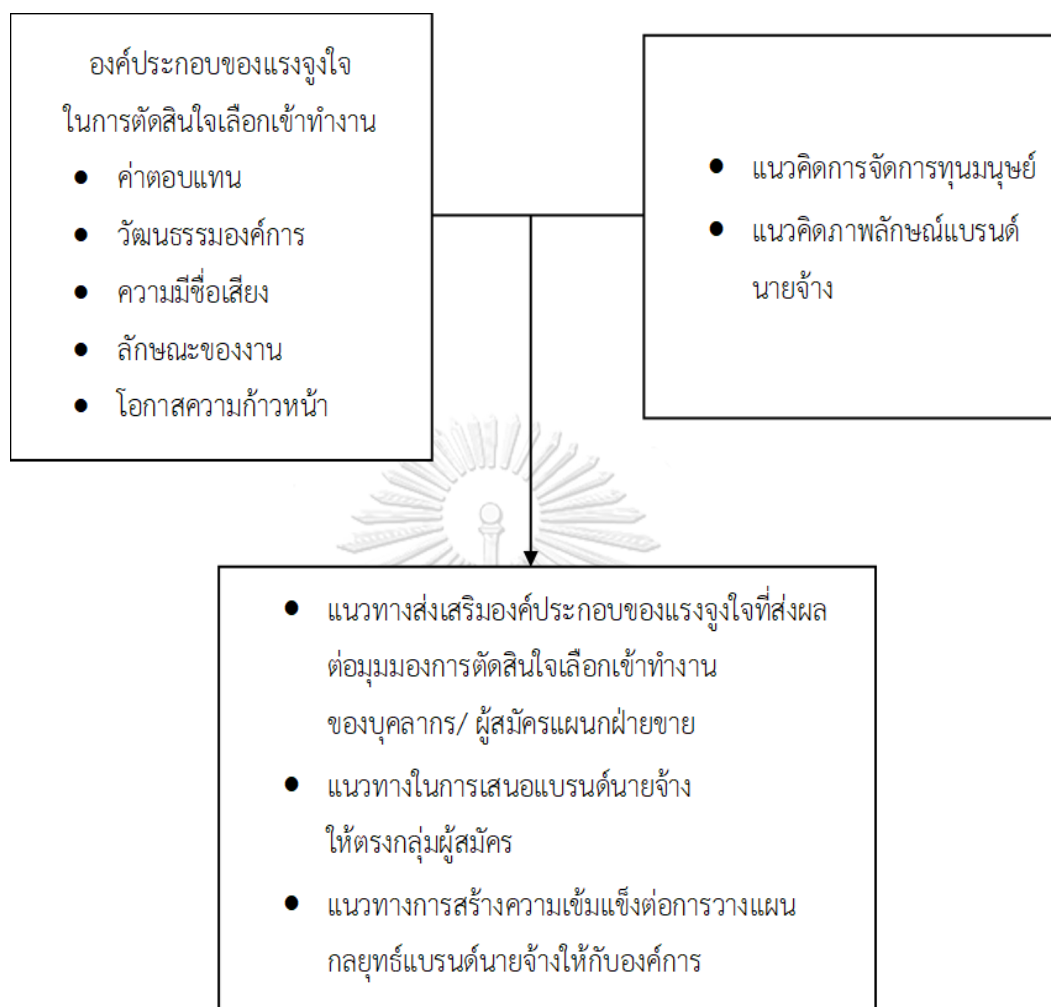 องค์ประกอบของแรงจูงใจ
ในการตัดสินใจเลือกเข้าทำงาน
● ค่าตอบแทน
● วัฒนธรรมองค์การ
● ความมีชื่อเสียง
● ลักษณะของงาน
● โอกาสความก้าวหน้า
● แนวคิดการจัดการทุนมนุษย์
● แนวคิดภาพลักษณ์แบรนด์
นายจ้าง
● แนวทางส่งเสริมองค์ประกอบของแรงจูงใจที่ส่งผล
ต่อมุมมองการตัดสินใจเลือกเข้าทำงาน
ของบุคลากร/ ผู้สมัครแผนกฝ่ายขาย
● แนวทางในการเสนอแบรนด์นายจ้าง
ให้ตรงกลุ่มผู้สมัคร
● แนวทางการสร้างความเข้มแข็งต่อการวางแผน
กลยุทธ์แบรนด์นายจ้างให้กับองค์การ